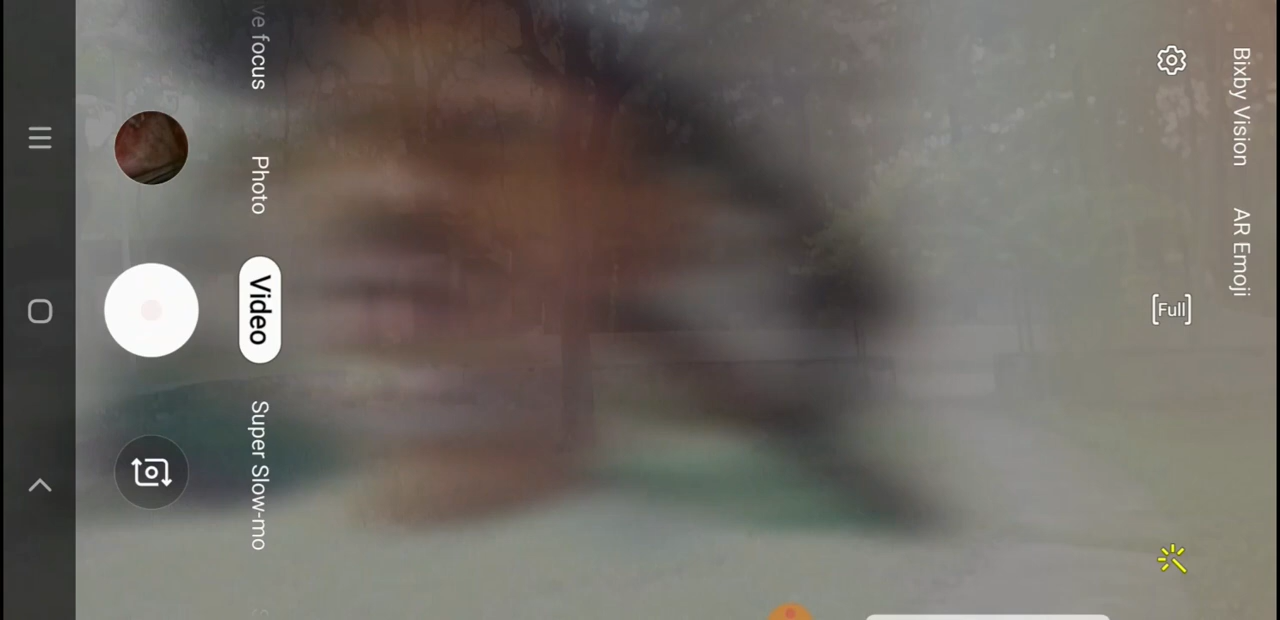 Bixby Vision
AR Emoji
[Full]
ve focus
Photo
Video
Super Slow-mo